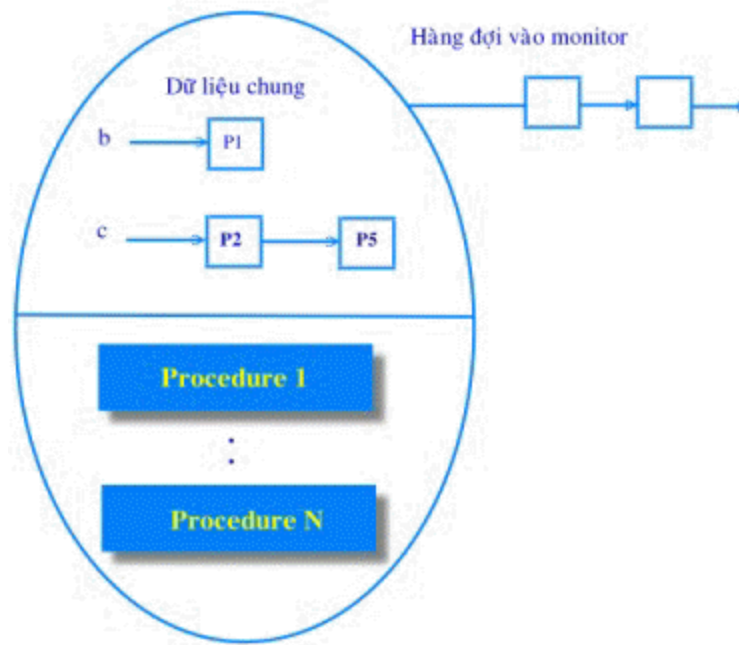 Hàng đợi vào monitor
Dữ liệu chung
b
P1
c
P2
P5
Procedure 1
:
Procedure N